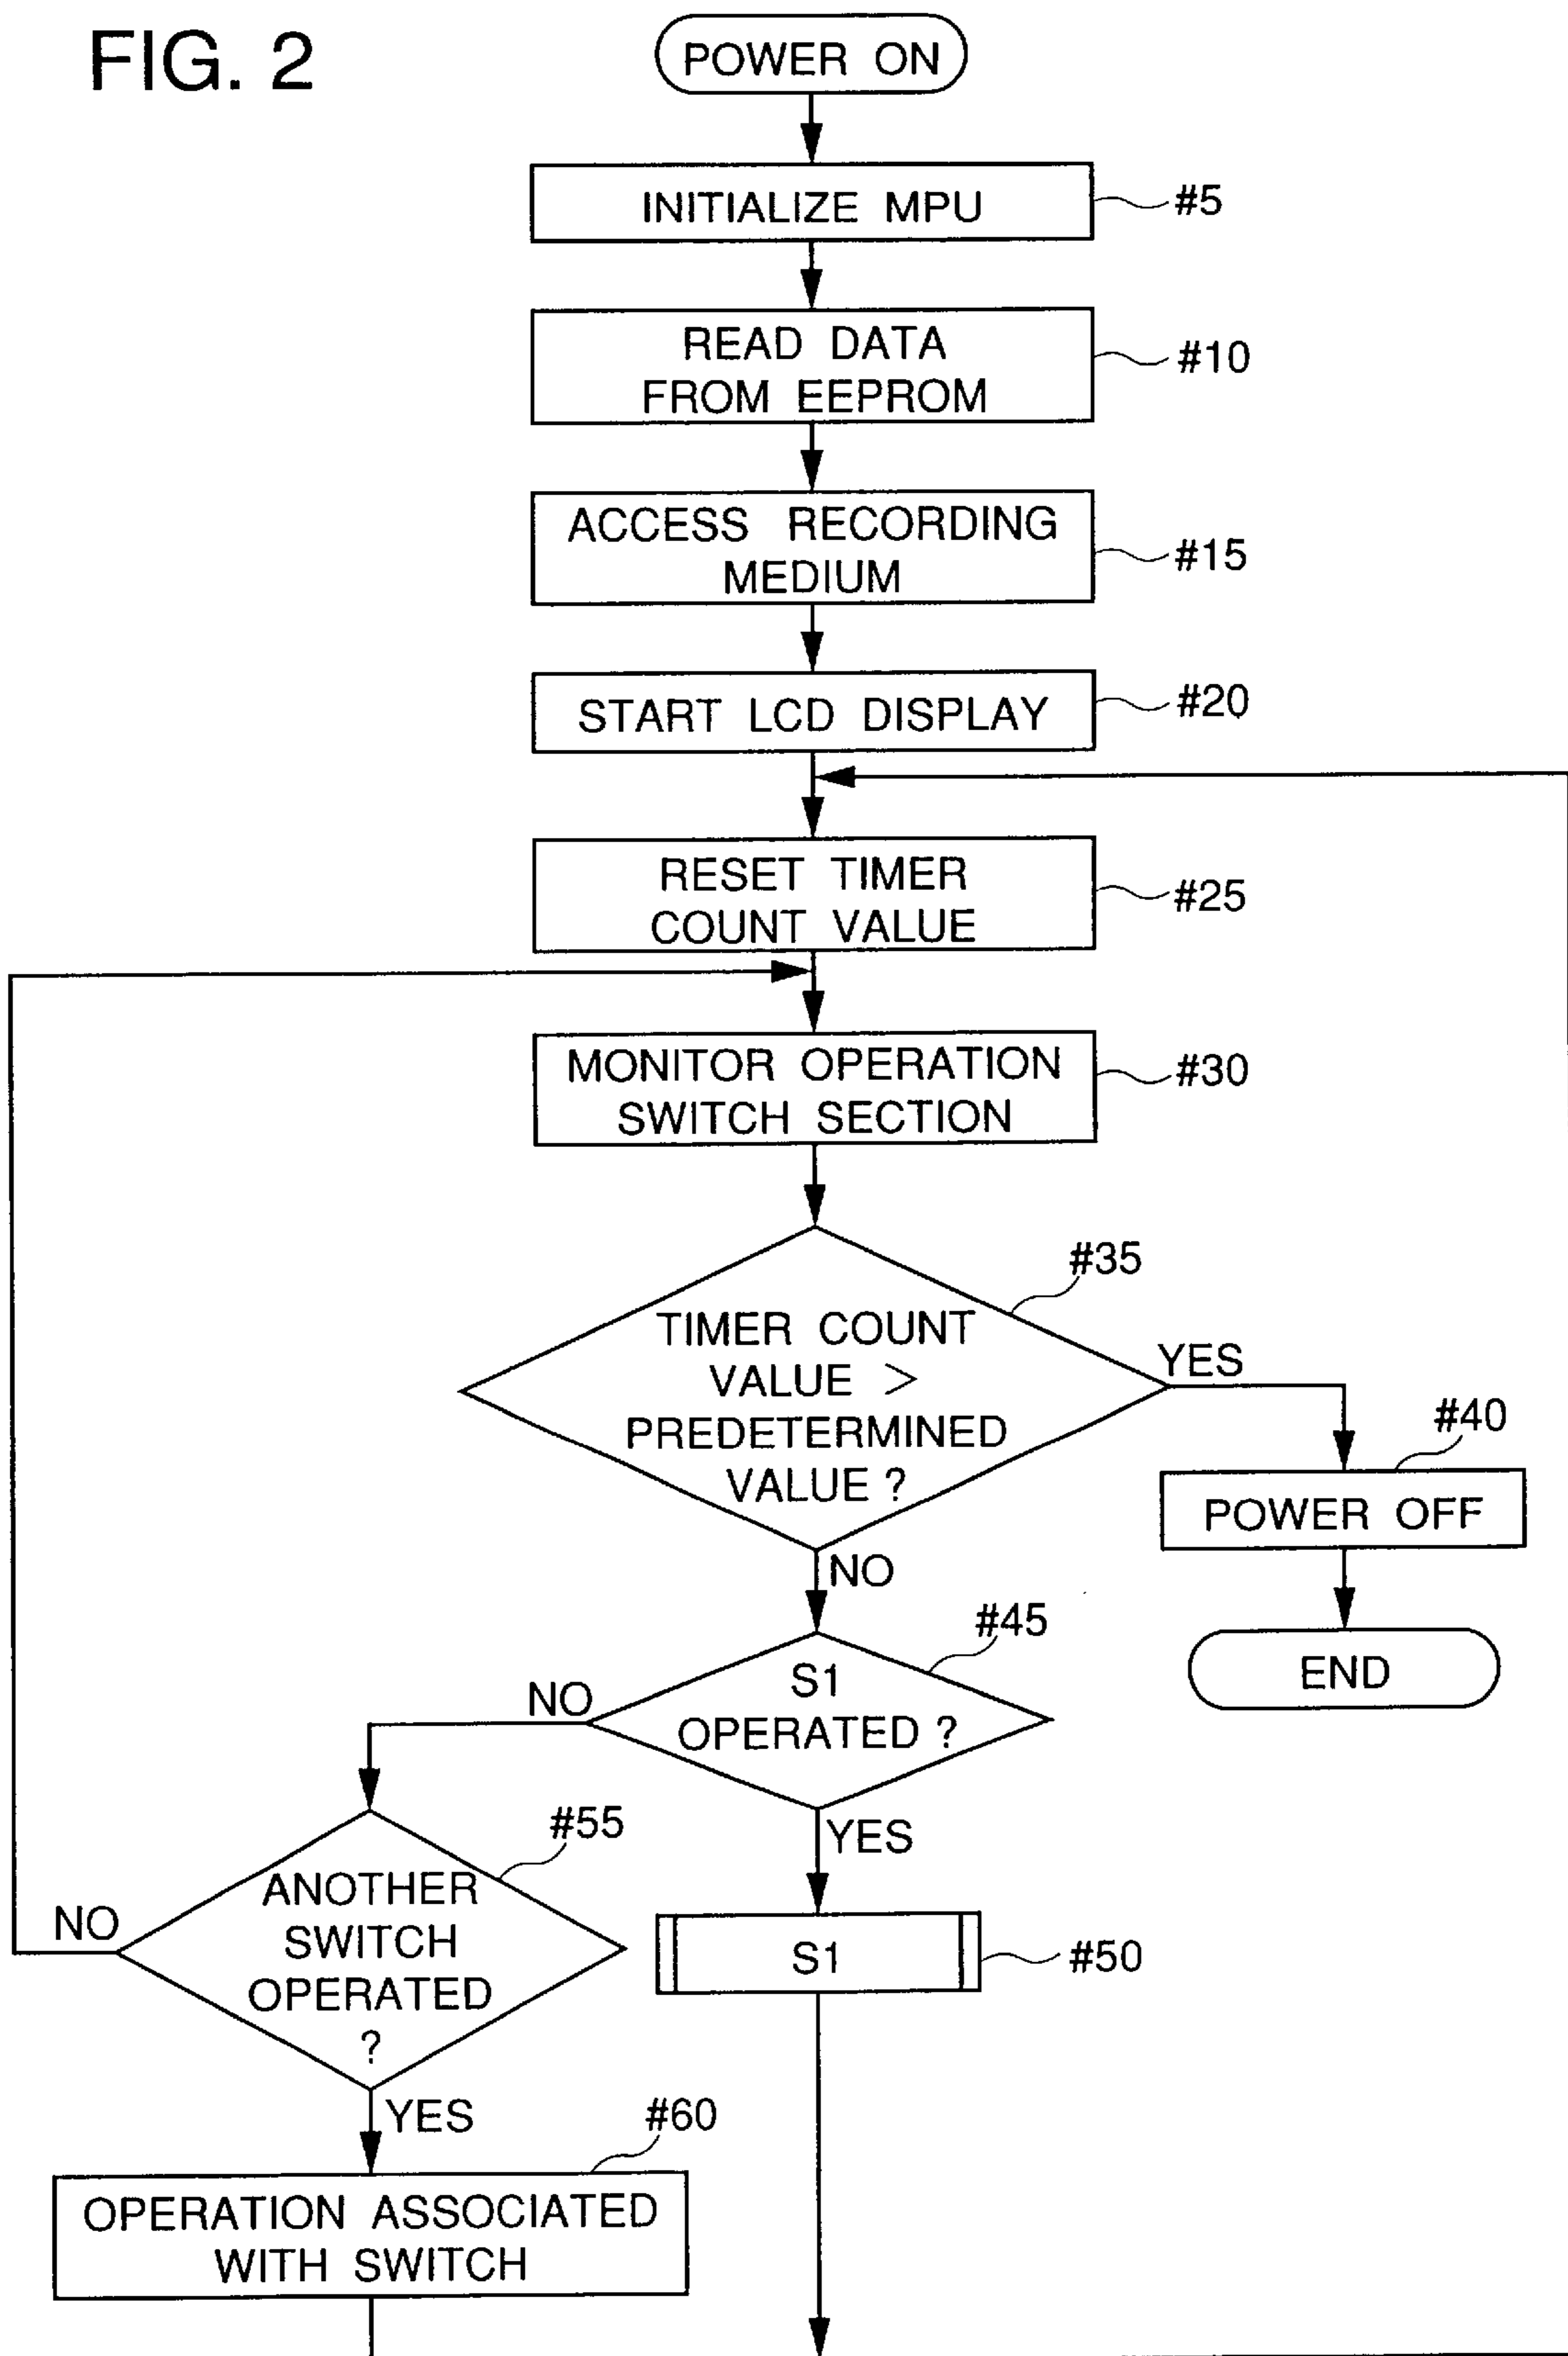 FIG. 2
POWER ON
INITIALIZE MPU
#5
READ DATA
FROM EEPROM
#10
ACCESS RECORDING
MEDIUM
#15
START LCD DISPLAY
#20
RESET TIMER
COUNT VALUE
#25
MONITOR OPERATION
SWITCH SECTION
#30
#35
TIMER COUNT
VALUE >
PREDETERMINED
VALUE ?
YES
#40
POWER OFF
END
NO
#45
S1
OPERATED ?
NO
YES
#55
ANOTHER
SWITCH
OPERATED
?
NO
S1
#50
YES
#60
OPERATION ASSOCIATED
WITH SWITCH